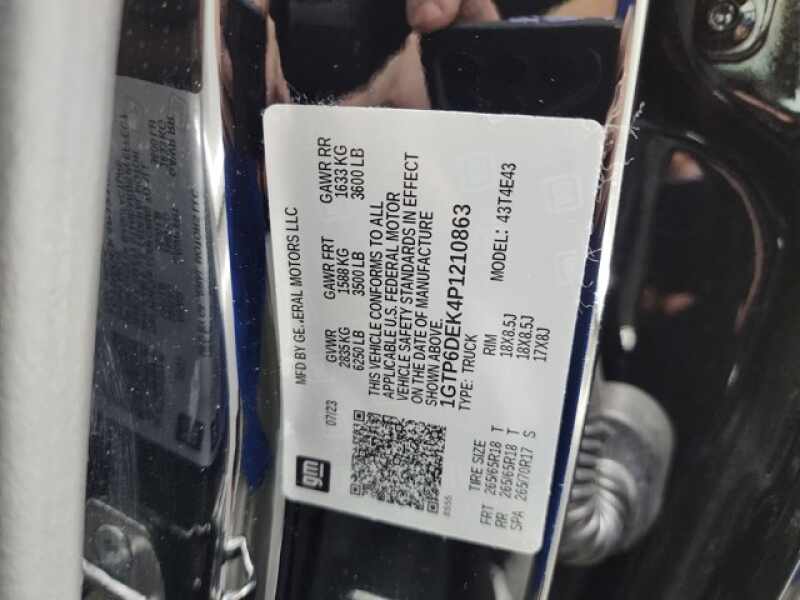 gm
07/23
MFD BY GENERAL MOTORS LLC
GVWR GAWR FRT GAWR RR
2835 KG 1588 KG 1633 KG
6250 LB 3500 LB 3600 LB
THIS VEHICLE CONFORMS TO ALL
APPLICABLE U.S. FEDERAL MOTOR
VEHICLE SAFETY STANDARDS IN EFFECT
ON THE DATE OF MANUFACTURE
SHOWN ABOVE.
1GTP6DEK4P1210863
TYPE: TRUCK MODEL: 43T4E43
TIRE SIZE RIM
FRT 265/65R18 T 18X8.5J
RR 265/65R18 T 18X8.5J
SPA 265/70R17 S 17X8J